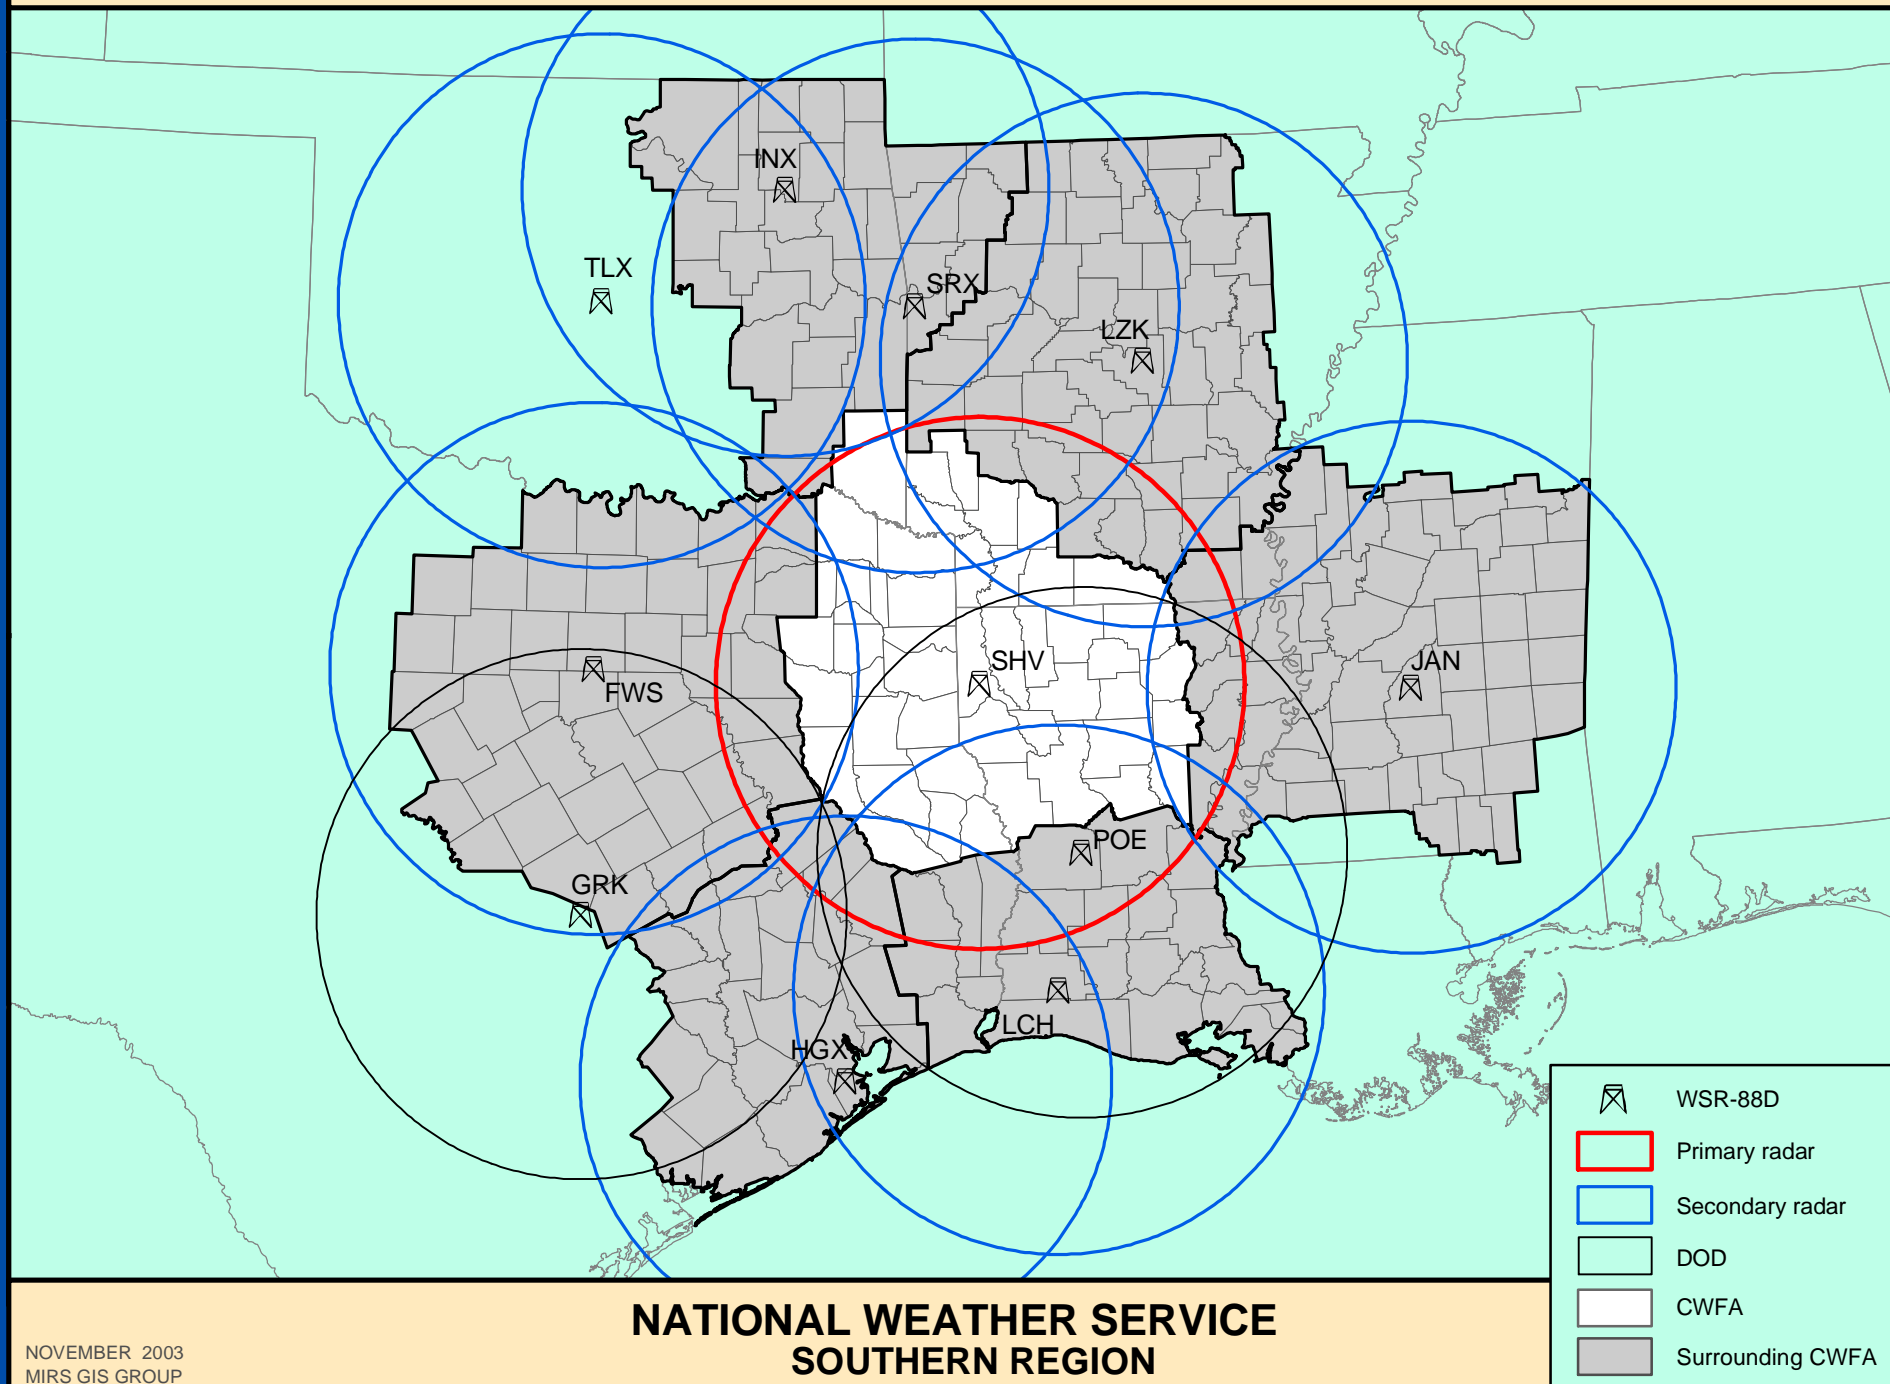 INX
TLX
SRX
LZK
SHV
JAN
FWS
POE
GRK
LCH
HGX
WSR-88D
Primary radar
Secondary radar
DOD
CWFA
Surrounding CWFA
NATIONAL WEATHER SERVICE
SOUTHERN REGION
NOVEMBER 2003
MIRS GIS GROUP